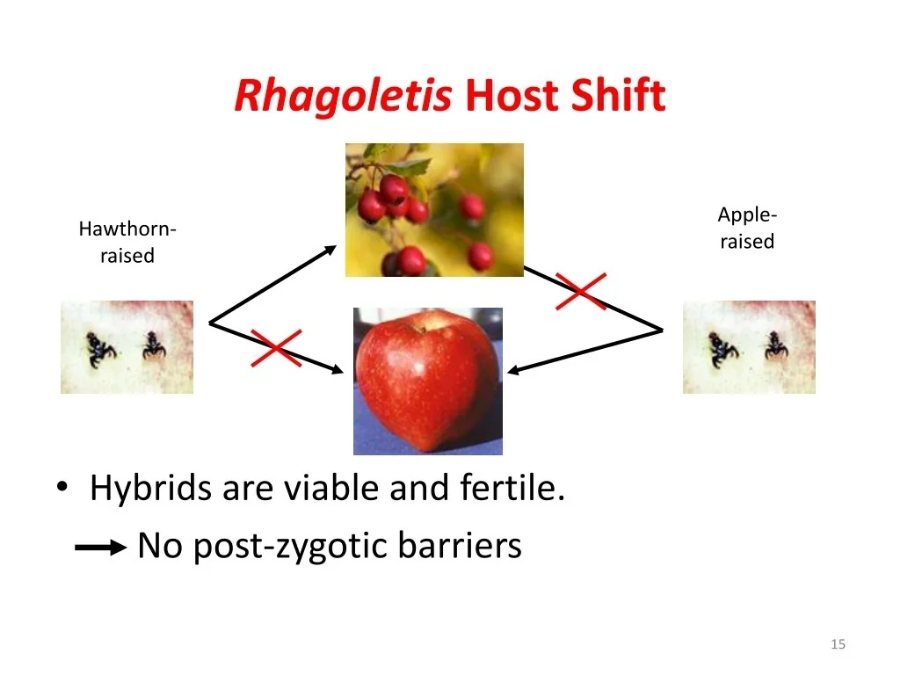 Rhagoletis Host Shift
Hawthorn-
raised
Apple-
raised
• Hybrids are viable and fertile.
No post-zygotic barriers
15